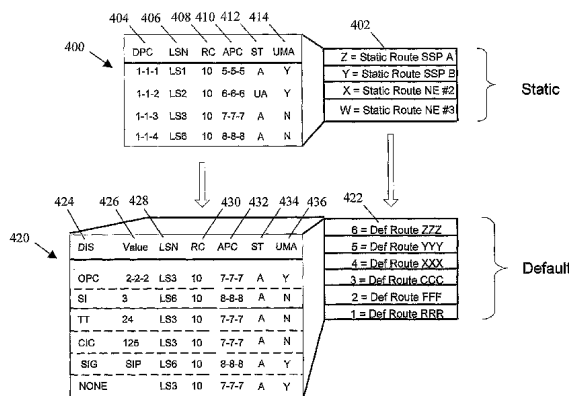 404 406 408 410 412 414
402
400
DPC LSN RC APC ST UMA
1-1-1 LS1 10 5-5-5 A Y
1-1-2 LS2 10 6-6-6 UA Y
1-1-3 LS3 10 7-7-7 A N
1-1-4 LS6 10 8-8-8 A N
Z = Static Route SSP A
Y = Static Route SSP B
X = Static Route NE #2
W = Static Route NE #3
Static
424 426 428 430 432 434 436
422
420
DIS Value LSN RC APC ST UMA
OPC 2-2-2 LS3 10 7-7-7 A Y
SI 3 LS6 10 8-8-8 A N
TT 24 LS3 10 7-7-7 A N
CIC 125 LS3 10 7-7-7 A N
SIG SIP LS6 10 8-8-8 A Y
NONE LS3 10 7-7-7 A Y
6 = Def Route ZZZ
5 = Def Route YYY
4 = Def Route XXX
3 = Def Route CCC
2 = Def Route FFF
1 = Def Route RRR
Default